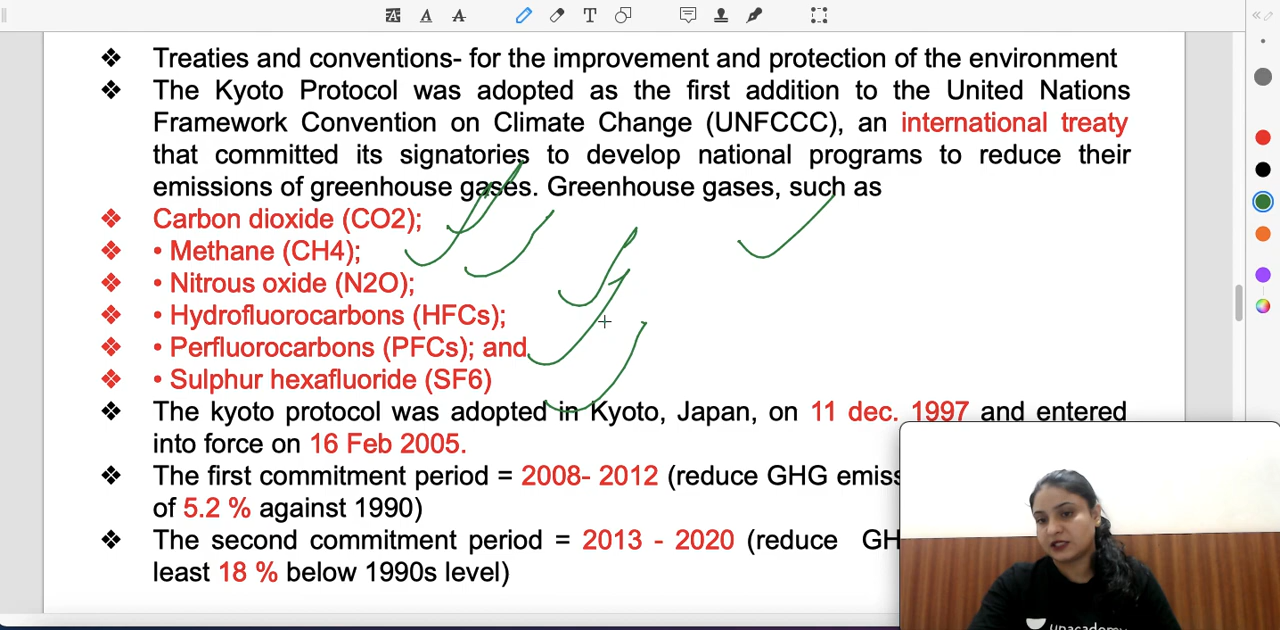 ❖ Treaties and conventions- for the improvement and protection of the environment
❖ The Kyoto Protocol was adopted as the first addition to the United Nations
Framework Convention on Climate Change (UNFCCC), an international treaty
that committed its signatories to develop national programs to reduce their
emissions of greenhouse gases. Greenhouse gases, such as
❖ Carbon dioxide (CO2);
❖ • Methane (CH4);
❖ • Nitrous oxide (N2O);
❖ • Hydrofluorocarbons (HFCs);
❖ • Perfluorocarbons (PFCs); and
❖ • Sulphur hexafluoride (SF6)
❖ The kyoto protocol was adopted in Kyoto, Japan, on 11 dec. 1997 and entered
into force on 16 Feb 2005.
❖ The first commitment period = 2008- 2012 (reduce GHG emiss
of 5.2 % against 1990)
❖ The second commitment period = 2013 - 2020 (reduce GH
least 18 % below 1990s level)
unacademy